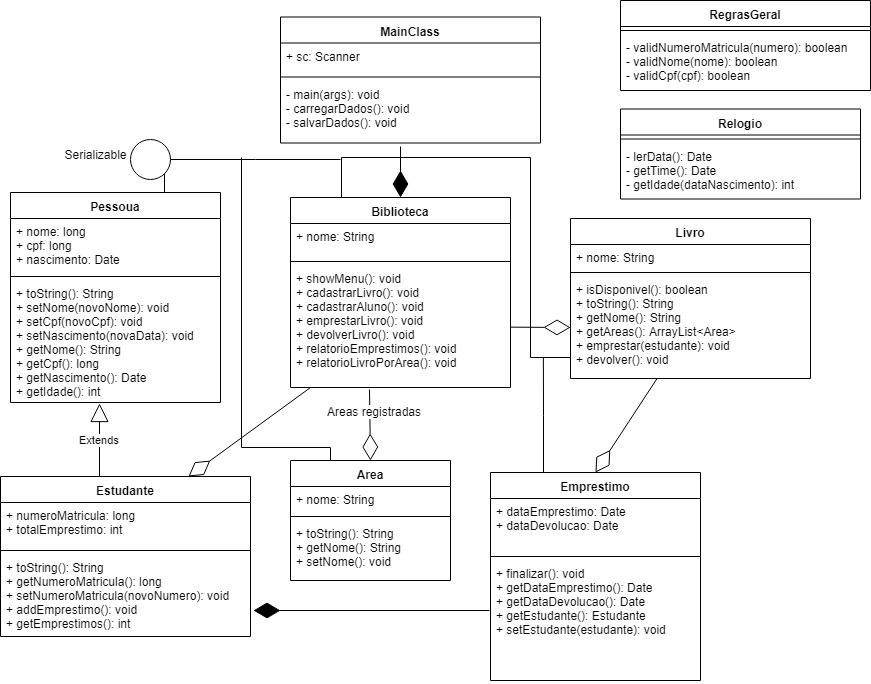 MainClass
+ sc: Scanner
- main(args): void
- carregarDados(): void
- salvarDados(): void
RegrasGeral
- validNumeroMatricula(numero): boolean
- validNome(nome): boolean
- validCpf(cpf): boolean
Relogio
- lerData(): Date
- getTime(): Date
- getIdade(dataNascimento): int
Serializable
Pessoua
+ nome: long
+ cpf: long
+ nascimento: Date
+ toString(): String
+ setNome(novoNome): void
+ setCpf(novoCpf): void
+ setNascimento(novaData): void
+ getNome(): String
+ getCpf(): long
+ getNascimento(): Date
+ getIdade(): int
Biblioteca
+ nome: String
+ showMenu(): void
+ cadastrarLivro(): void
+ cadastrarAluno(): void
+ emprestarLivro(): void
+ devolverLivro(): void
+ relatorioEmprestimos(): void
+ relatorioLivroPorArea(): void
Livro
+ nome: String
+ isDisponivel(): boolean
+ toString(): String
+ getNome(): String
+ getAreas(): ArrayList<Area>
+ emprestar(estudante): void
+ devolver(): void
Extends
Areas registradas
Estudante
+ numeroMatricula: long
+ totalEmprestimo: int
+ toString(): String
+ getNumeroMatricula(): long
+ setNumeroMatricula(novoNumero): void
+ addEmprestimo(): void
+ getEmprestimos(): int
Area
+ nome: String
+ toString(): String
+ getNome(): String
+ setNome(): void
Emprestimo
+ dataEmprestimo: Date
+ dataDevolucao: Date
+ finalizar(): void
+ getDataEmprestimo(): Date
+ getDataDevolucao(): Date
+ getEstudante(): Estudante
+ setEstudante(estudante): void